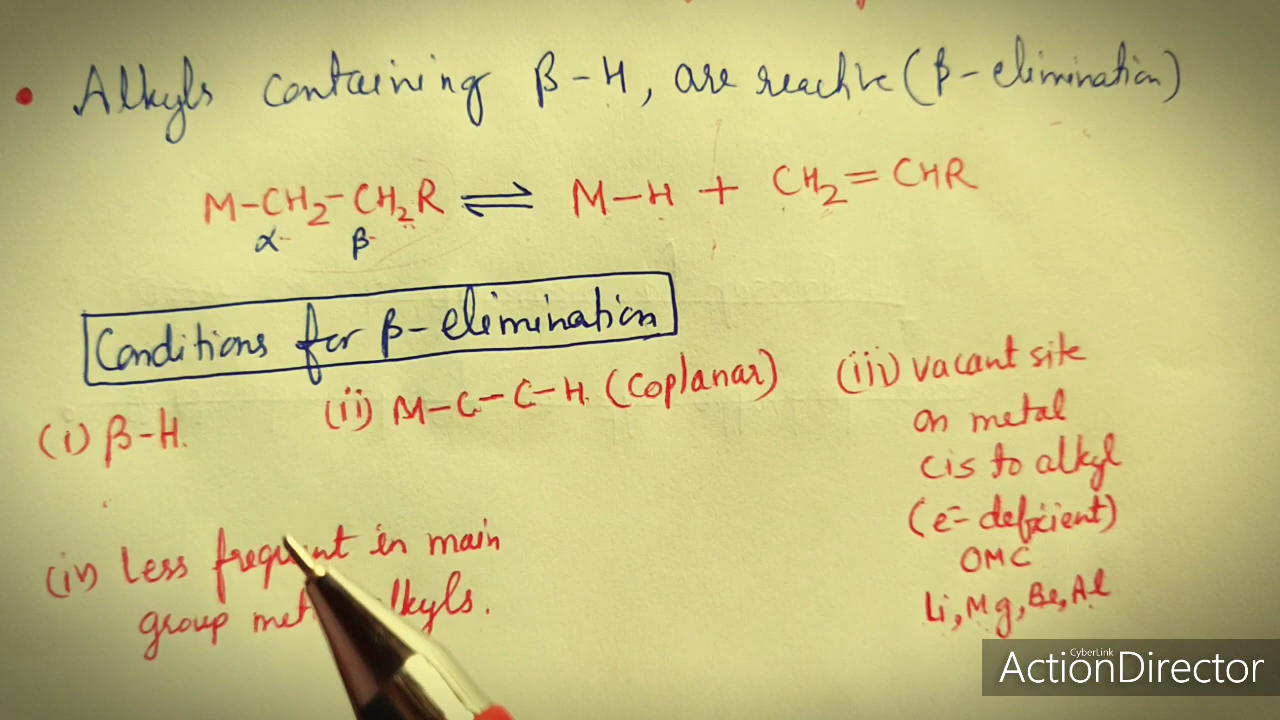 • Alkyls containing β-H, are reactive (β-elimination)
M-CH₂-CH₂R ⇌ M-H + CH₂=CHR
α β
Conditions for β-elimination
(i) β-H.
(ii) M-C-C-H. (Coplanar)
(iii) vacant site
on metal
cis to alkyl
(e⁻ deficient)
OMC
Li, Mg, Be, Al
(iv) Less frequent in main
group alkyls.
CyberLink
ActionDirector